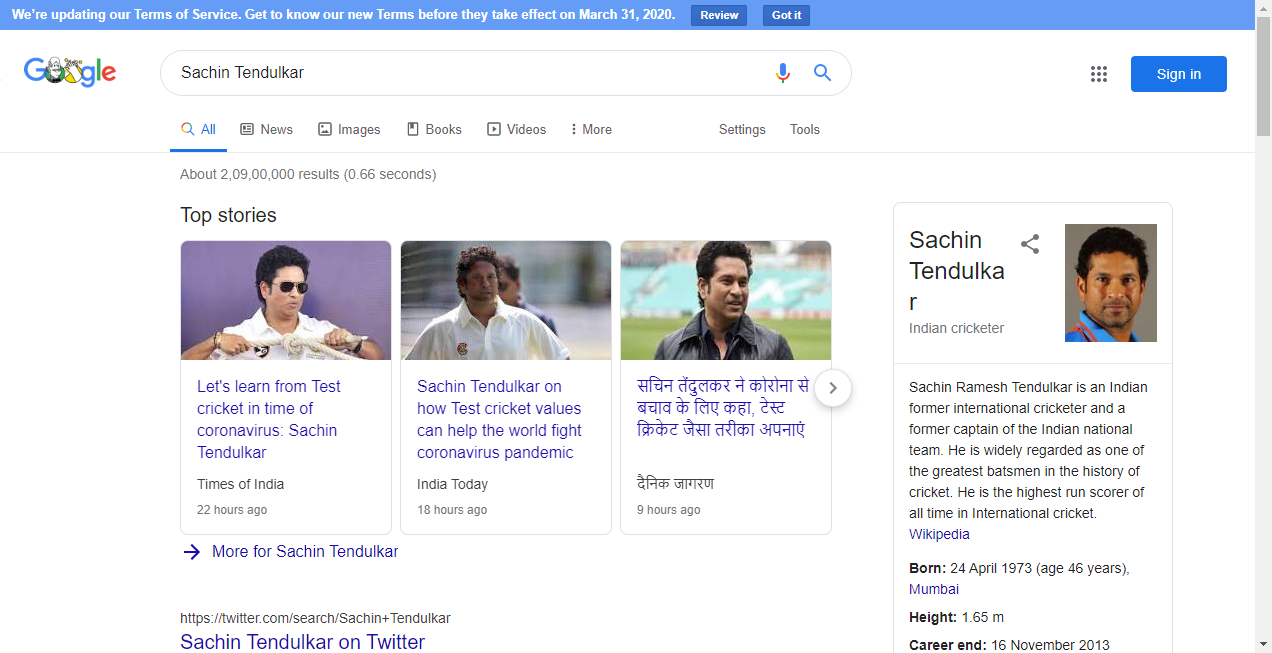 We're updating our Terms of Service. Get to know our new Terms before they take effect on March 31, 2020. Review Got it
Google
Sachin Tendulkar
Sign in
All News Images Books Videos More Settings Tools
About 2,09,00,000 results (0.66 seconds)
Top stories
Let's learn from Test
cricket in time of
coronavirus: Sachin
Tendulkar
Times of India
22 hours ago
Sachin Tendulkar on
how Test cricket values
can help the world fight
coronavirus pandemic
India Today
18 hours ago
सचिन तेंदुलकर ने कोरोना से
बचाव के लिए कहा, टेस्ट
क्रिकेट जैसा तरीका अपनाएं
दैनिक जागरण
9 hours ago
More for Sachin Tendulkar
https://twitter.com/search/Sachin+Tendulkar
Sachin Tendulkar on Twitter
Sachin
Tendulka
r
Indian cricketer
Sachin Ramesh Tendulkar is an Indian
former international cricketer and a
former captain of the Indian national
team. He is widely regarded as one of
the greatest batsmen in the history of
cricket. He is the highest run scorer of
all time in International cricket.
Wikipedia
Born: 24 April 1973 (age 46 years),
Mumbai
Height: 1.65 m
Career end: 16 November 2013